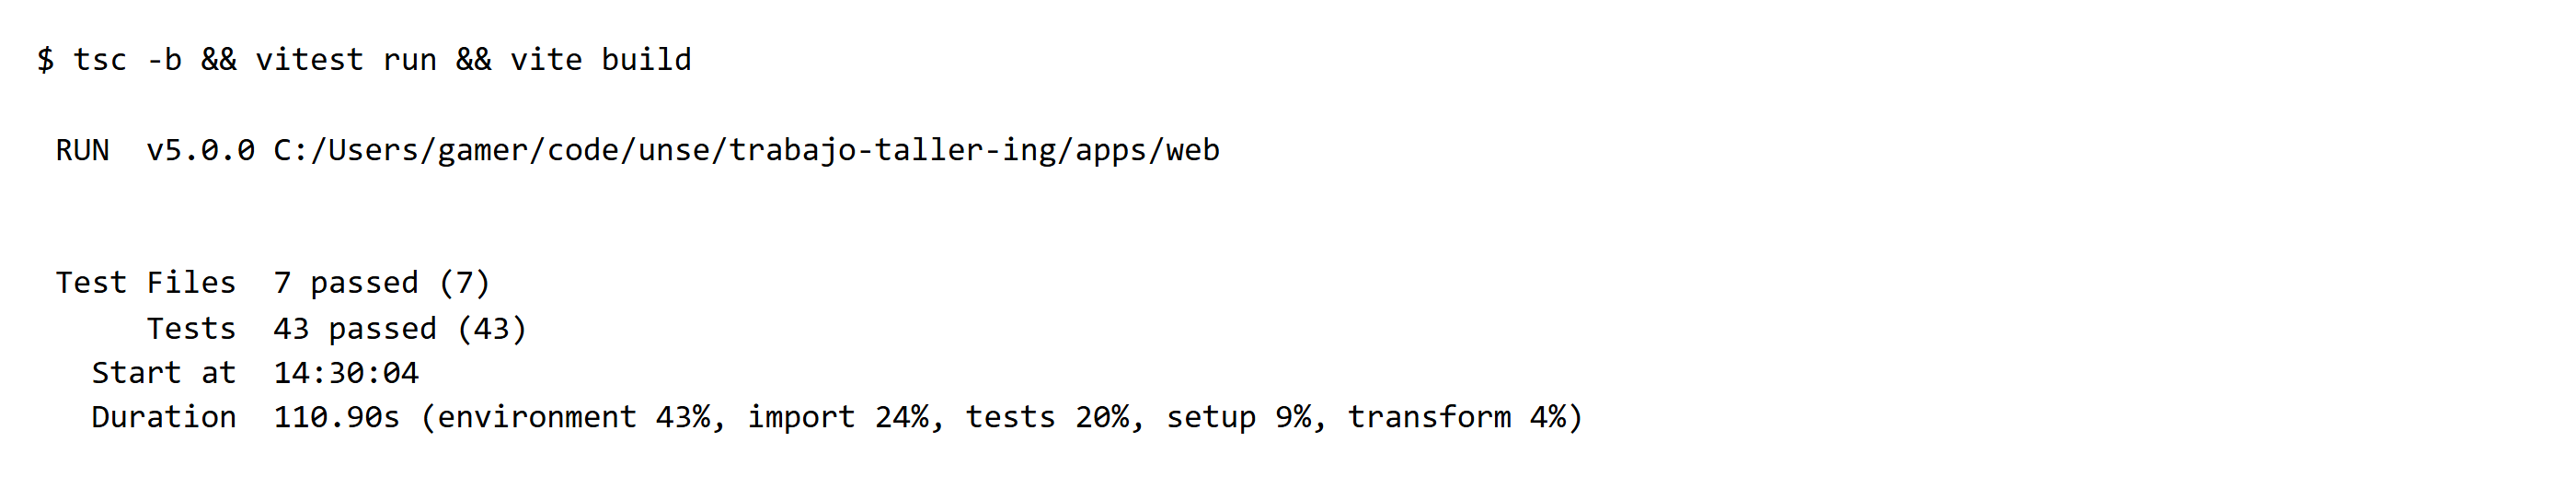 $ tsc -b && vitest run && vite build
RUN  v5.0.0 C:/Users/gamer/code/unse/trabajo-taller-ing/apps/web
Test Files  7 passed (7)
Tests  43 passed (43)
Start at  14:30:04
Duration  110.90s (environment 43%, import 24%, tests 20%, setup 9%, transform 4%)